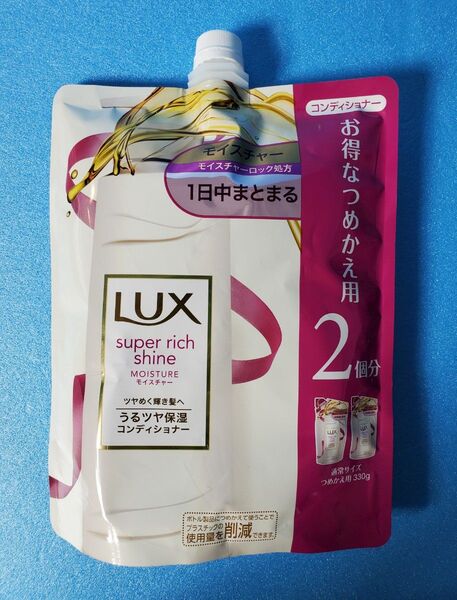 コンディショナー
お得なつめかえ用
2個分
モイスチャー
モイスチャーロック処方
1日中まとまる
LUX
super rich
shine
MOISTURE
モイスチャー
ツヤめく輝き髪へ
うるツヤ保湿
コンディショナー
通常サイズ
つめかえ用 330g
ボトル製品につめかえて使うことで
プラスチックの
使用量を削減できます。